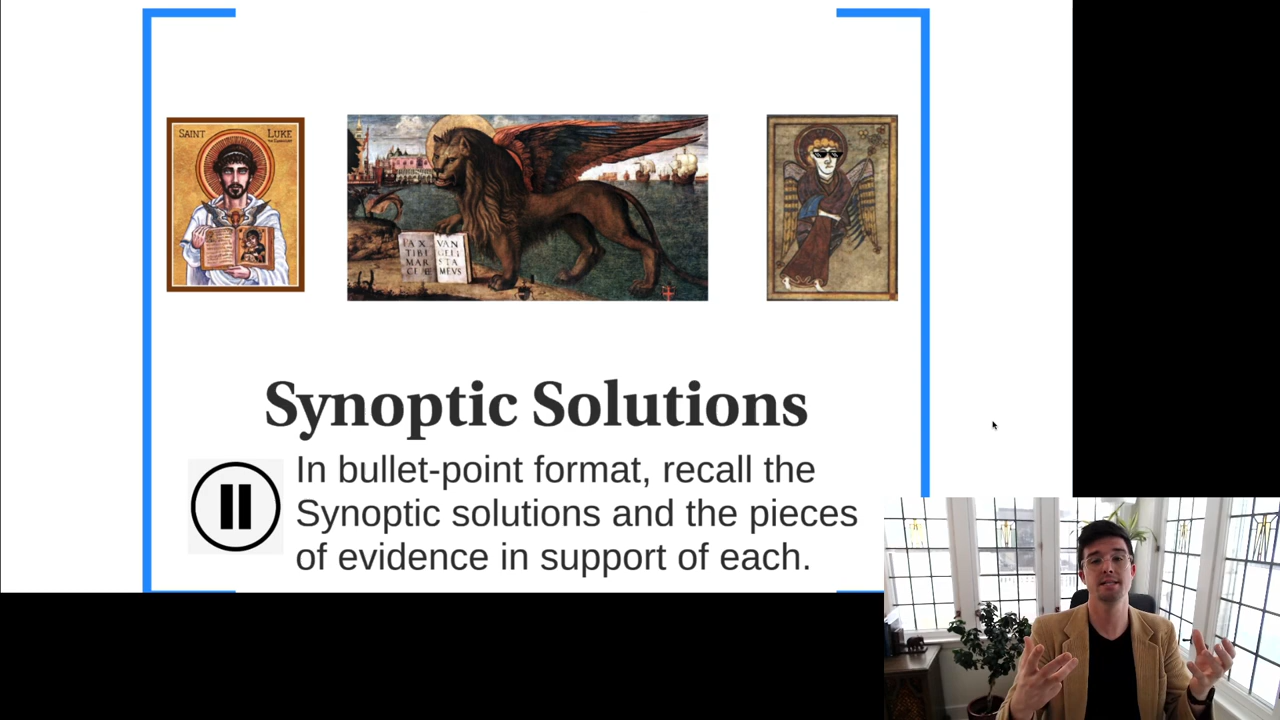 SAINT LUKE
PAX VAN
TIBI GELI
MAR STA
CE MEVS
Synoptic Solutions
In bullet-point format, recall the
Synoptic solutions and the pieces
of evidence in support of each.